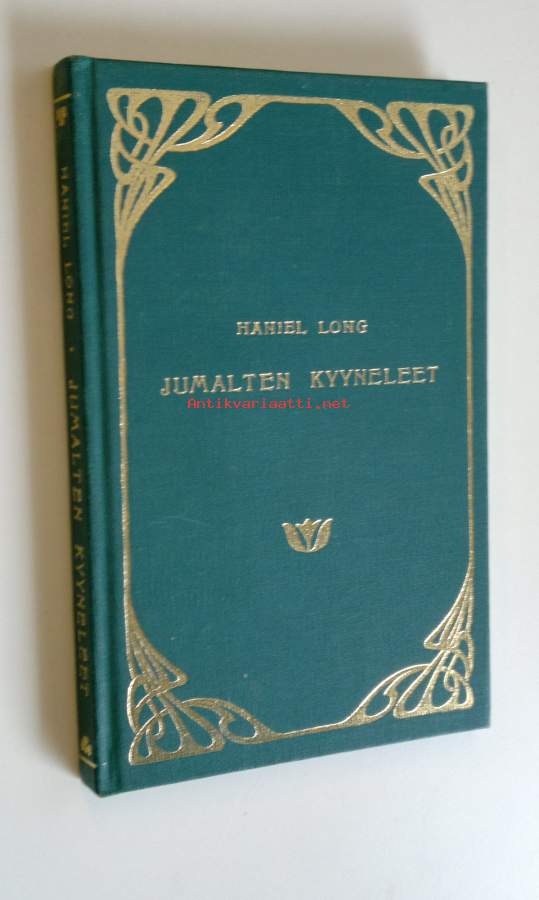 HANIEL LONG
JUMALTEN KYYNELEET
Antikvariaatti.net
HANIEL LONG · JUMALTEN KYYNELEET